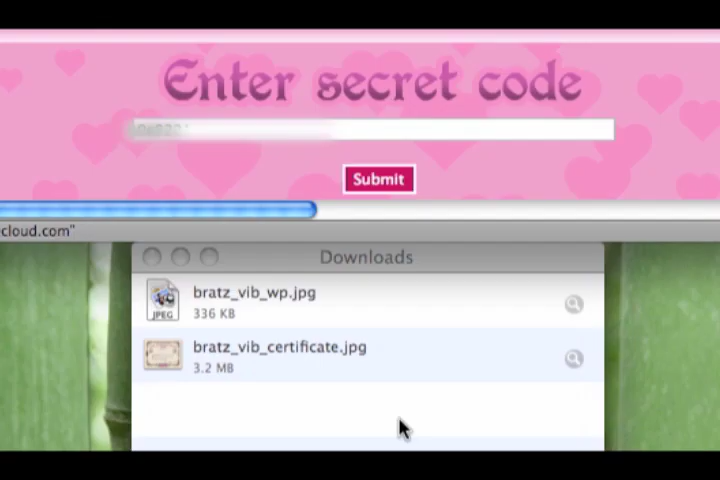 Enter secret code
Submit
cloud.com"
Downloads
bratz_vib_wp.jpg
JPEG
336 KB
bratz_vib_certificate.jpg
3.2 MB